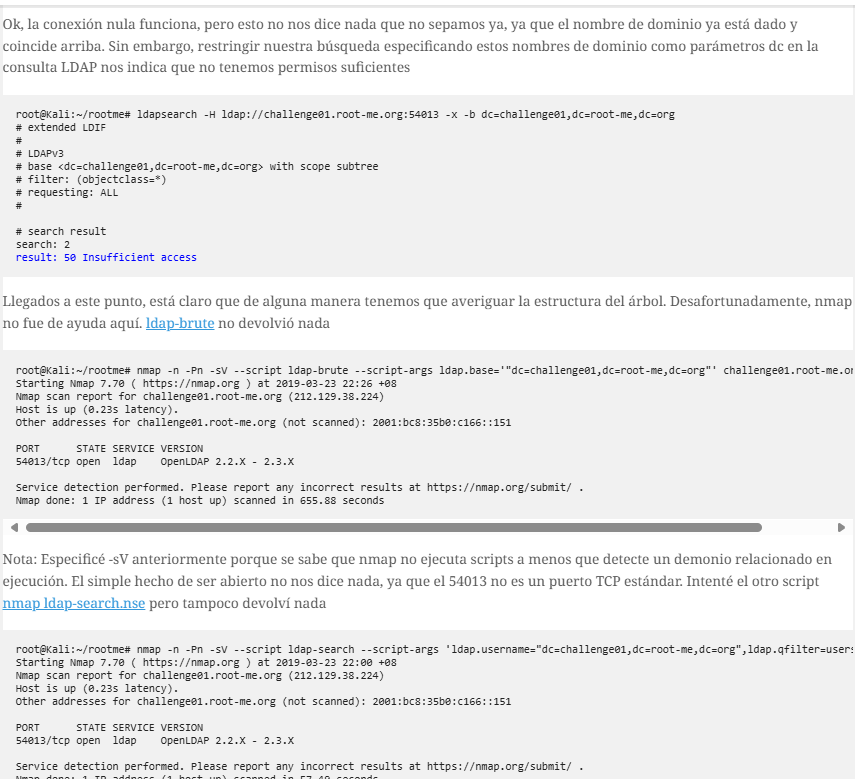 Ok, la conexión nula funciona, pero esto no nos dice nada que no sepamos ya, ya que el nombre de dominio ya está dado y
coincide arriba. Sin embargo, restringir nuestra búsqueda especificando estos nombres de dominio como parámetros dc en la
consulta LDAP nos indica que no tenemos permisos suficientes
root@Kali:~/rootme# ldapsearch -H ldap://challenge01.root-me.org:54013 -x -b dc=challenge01,dc=root-me,dc=org
# extended LDIF
#
# LDAPv3
# base <dc=challenge01,dc=root-me,dc=org> with scope subtree
# filter: (objectclass=*)
# requesting: ALL
#
# search result
search: 2
result: 50 Insufficient access
Llegados a este punto, está claro que de alguna manera tenemos que averiguar la estructura del árbol. Desafortunadamente, nmap
no fue de ayuda aquí. ldap-brute no devolvió nada
root@Kali:~/rootme# nmap -n -Pn -sV --script ldap-brute --script-args ldap.base='"dc=challenge01,dc=root-me,dc=org"' challenge01.root-me.or
Starting Nmap 7.70 ( https://nmap.org ) at 2019-03-23 22:26 +08
Nmap scan report for challenge01.root-me.org (212.129.38.224)
Host is up (0.23s latency).
Other addresses for challenge01.root-me.org (not scanned): 2001:bc8:35b0:c166::151
PORT STATE SERVICE VERSION
54013/tcp open ldap OpenLDAP 2.2.X - 2.3.X
Service detection performed. Please report any incorrect results at https://nmap.org/submit/ .
Nmap done: 1 IP address (1 host up) scanned in 655.88 seconds
Nota: Especificé -sV anteriormente porque se sabe que nmap no ejecuta scripts a menos que detecte un demonio relacionado en
ejecución. El simple hecho de ser abierto no nos dice nada, ya que el 54013 no es un puerto TCP estándar. Intenté el otro script
nmap ldap-search.nse pero tampoco devolví nada
root@Kali:~/rootme# nmap -n -Pn -sV --script ldap-search --script-args 'ldap.username="dc=challenge01,dc=root-me,dc=org",ldap.qfilter=users
Starting Nmap 7.70 ( https://nmap.org ) at 2019-03-23 22:00 +08
Nmap scan report for challenge01.root-me.org (212.129.38.224)
Host is up (0.23s latency).
Other addresses for challenge01.root-me.org (not scanned): 2001:bc8:35b0:c166::151
PORT STATE SERVICE VERSION
54013/tcp open ldap OpenLDAP 2.2.X - 2.3.X
Service detection performed. Please report any incorrect results at https://nmap.org/submit/ .
Nmap done: 1 IP address (1 host up) scanned in 57.49 seconds